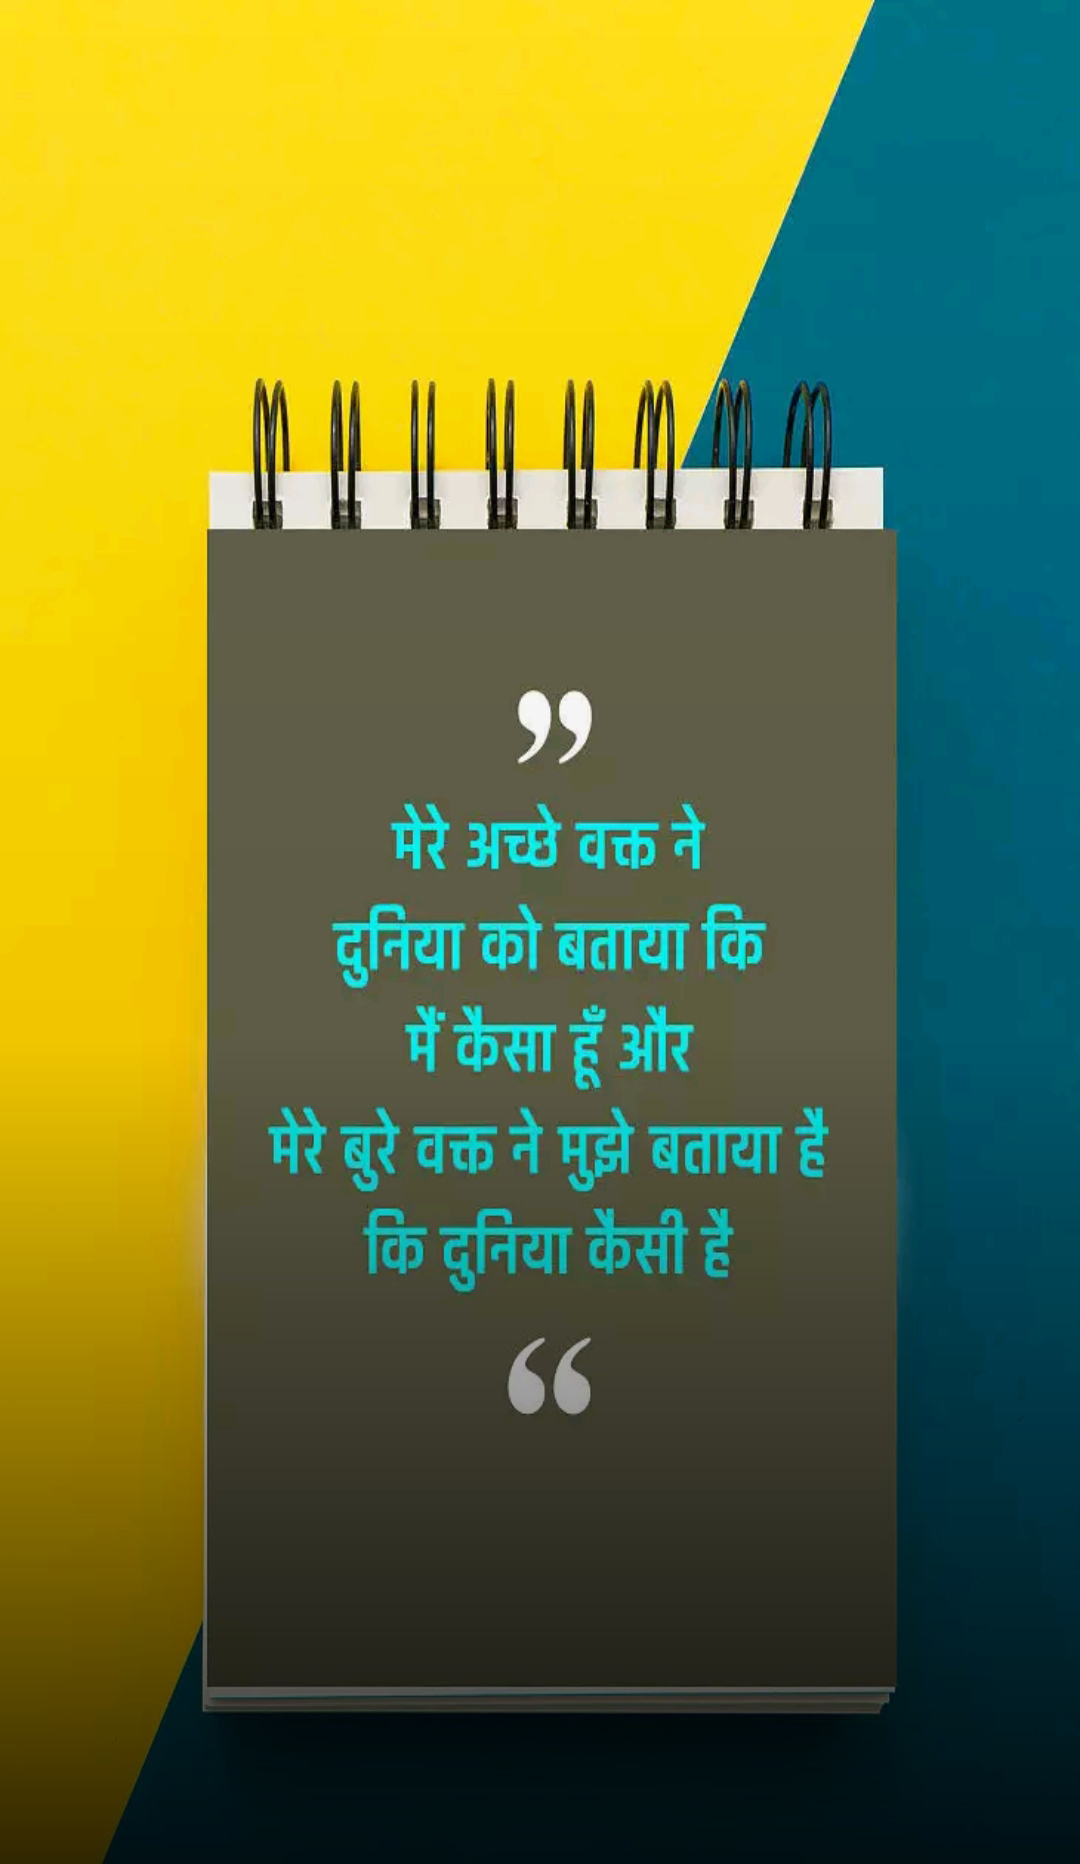 ”
मेरे अच्छे वक्त ने
दुनिया को बताया कि
मैं कैसा हूँ और
मेरे बुरे वक्त ने मुझे बताया है
कि दुनिया कैसी है
“